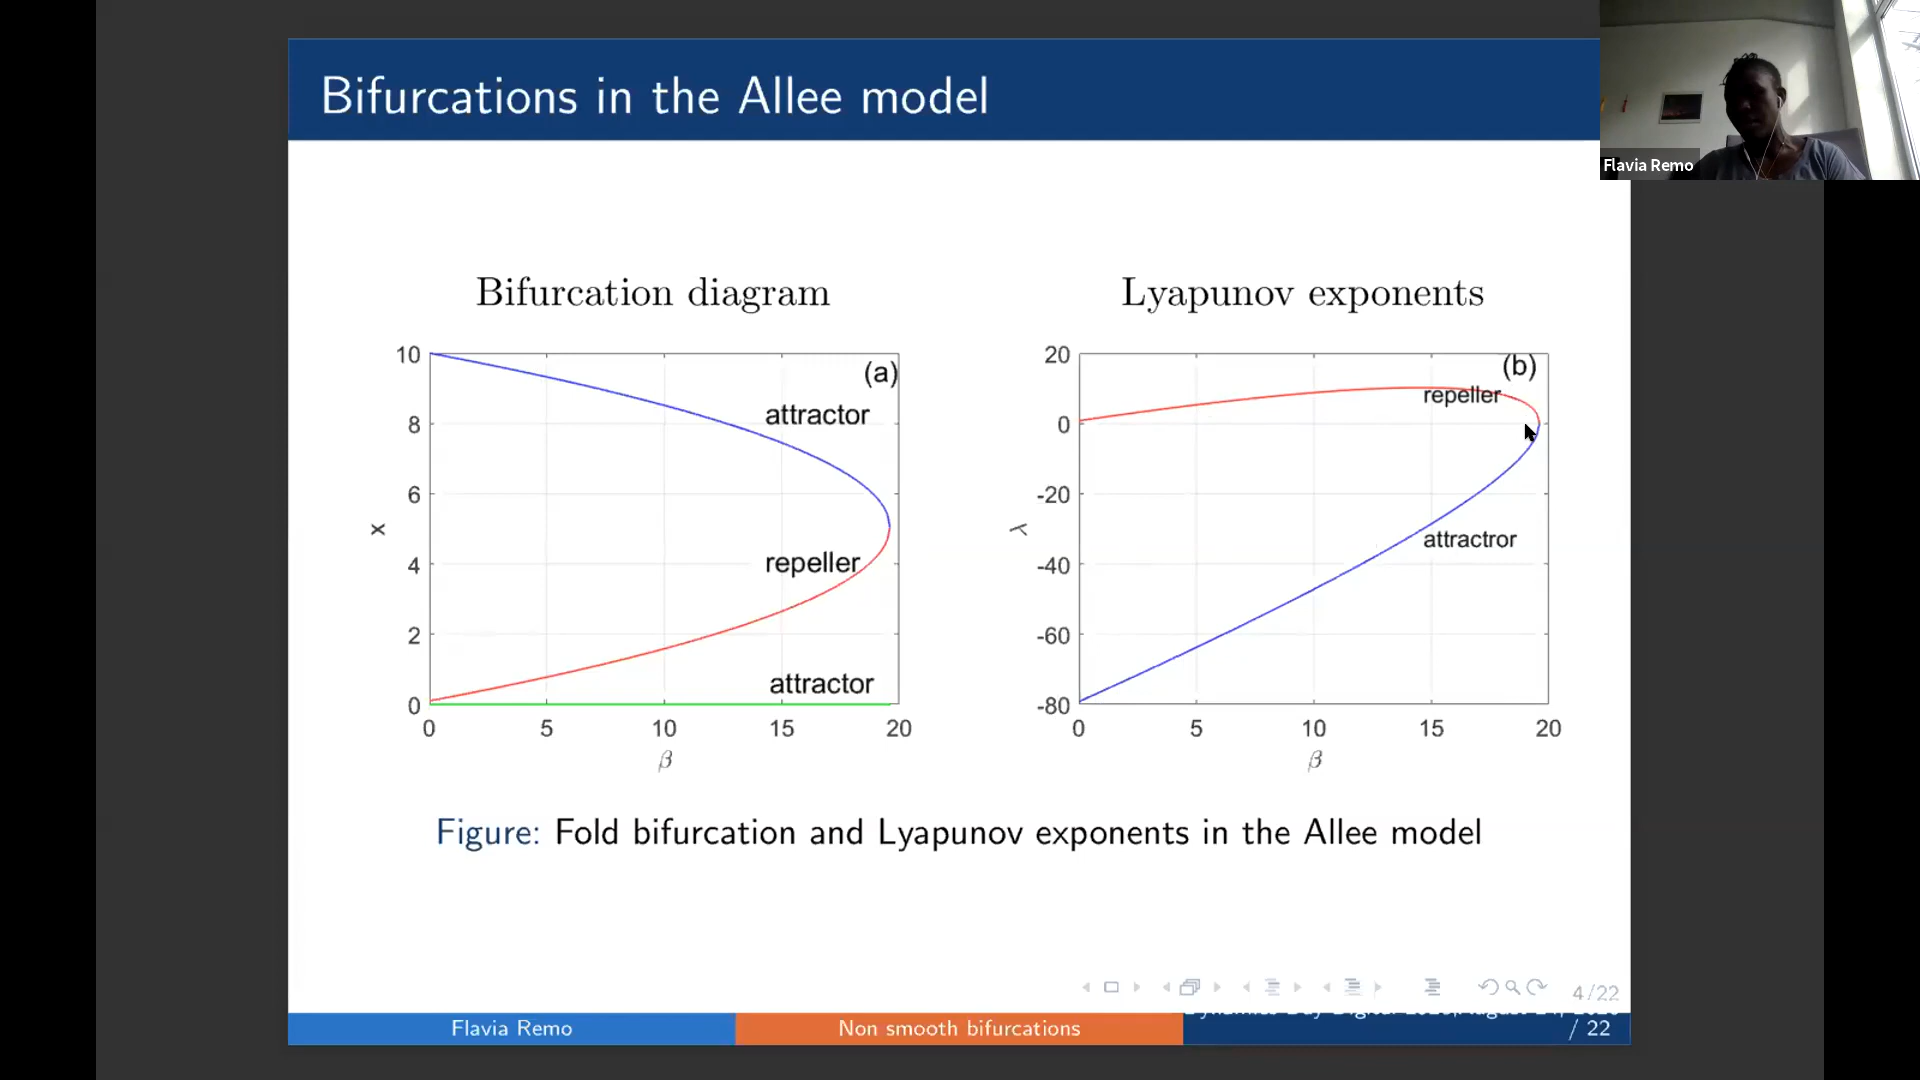 Bifurcations in the Allee model
Flavia Remo
Bifurcation diagram
Lyapunov exponents
10
8
6
4
2
0
x
(a)
attractor
repeller
attractor
0 5 10 15 20
β
20
0
-20
-40
-60
-80
λ
(b)
repeller
attractror
0 5 10 15 20
β
Figure: Fold bifurcation and Lyapunov exponents in the Allee model
4/22
Flavia Remo
Non smooth bifurcations
/ 22